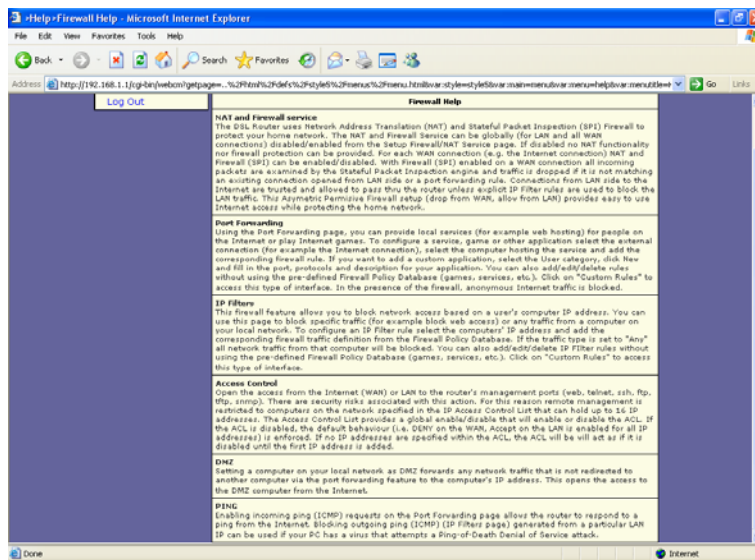 >Help>Firewall Help - Microsoft Internet Explorer
File Edit View Favorites Tools Help
Back Search Favorites
Address http://192.168.1.1/cgi-bin/webcm?getpage=..%2Fhtml%2Fdefs%2Fstyle5%2Fmenus%2Fmenu.html&var:style=style5&var:main=menu&var:menu=help&var:menutitle= Go Links
Log Out
Firewall Help
NAT and Firewall service
The DSL Router uses Network Address Translation (NAT) and Stateful Packet Inspection (SPI) Firewall to
protect your home network. The NAT and Firewall service can be globally (for LAN and all WAN
connections) disabled/enabled from the Setup Firewall/NAT Service page. If disabled no NAT functionality
nor firewall protection can be provided. For each WAN connection (e.g. the Internet connection) NAT and
Firewall (SPI) can be enabled/disabled. With Firewall (SPI) enabled on a WAN connection all incoming
packets are examined by the Stateful Packet Inspection engine and traffic is dropped if it is not matching
an existing connection opened from LAN side or a port forwarding rule. Connections from LAN side to the
Internet are trusted and allowed to pass thru the router unless explicit IP Filter rules are used to block the
LAN traffic. This Asymetric Permisive Firewall setup (drop from WAN, allow from LAN) provides easy to use
Internet access while protecting the home network.
Port Forwarding
Using the Port Forwarding page, you can provide local services (for example web hosting) for people on
the Internet or play Internet games. To configure a service, game or other application select the external
connection (for example the Internet connection), select the computer hosting the service and add the
corresponding firewall rule. If you want to add a custom application, select the User category, click New
and fill in the port, protocols and description for your application. You can also add/edit/delete rules
without using the pre-defined Firewall Policy Database (games, services, etc.). Click on "Custom Rules" to
access this type of interface. In the presence of the firewall, anonymous Internet traffic is blocked.
IP Filters
This firewall feature allows you to block network access based on a user's computer IP address. You can
use this page to block specific traffic (for example block web access) or any traffic from a computer on
your local network. To configure an IP Filter rule select the computers' IP address and add the
corresponding firewall traffic definition from the Firewall Policy Database. If the traffic type is set to "Any"
all network traffic from that computer will be blocked. You can also add/edit/delete IP Filter rules without
using the pre-defined Firewall Policy Database (games, services, etc.). Click on "Custom Rules" to access
this type of interface.
Access Control
Open the access from the Internet (WAN) or LAN to the router's management ports (web, telnet, ssh, ftp,
tftp, snmp). There are security risks associated with this action. For this reason remote management is
restricted to computers on the network specified in the IP Access Control List that can hold up to 16 IP
addresses. The Access Control List provides a global enable/disable that will enable or disable the ACL. If
the ACL is disabled, the default behaviour (i.e. DENY on the WAN, Accept on the LAN is enabled for all IP
addresses) is enforced. If no IP addresses are specified within the ACL, the ACL will be will act as if it is
disabled until the first IP address is added.
DMZ
Setting a computer on your local network as DMZ forwards any network traffic that is not redirected to
another computer via the port forwarding feature to the computer's IP address. This opens the access to
the DMZ computer from the Internet.
PING
Enabling incoming ping (ICMP) requests on the Port Forwarding page allows the router to respond to a
ping from the Internet. Blocking outgoing ping (ICMP) (IP Filters page) generated from a particular LAN
IP can be used if your PC has a virus that attempts a Ping-of-Death Denial of Service attack.
Done Internet